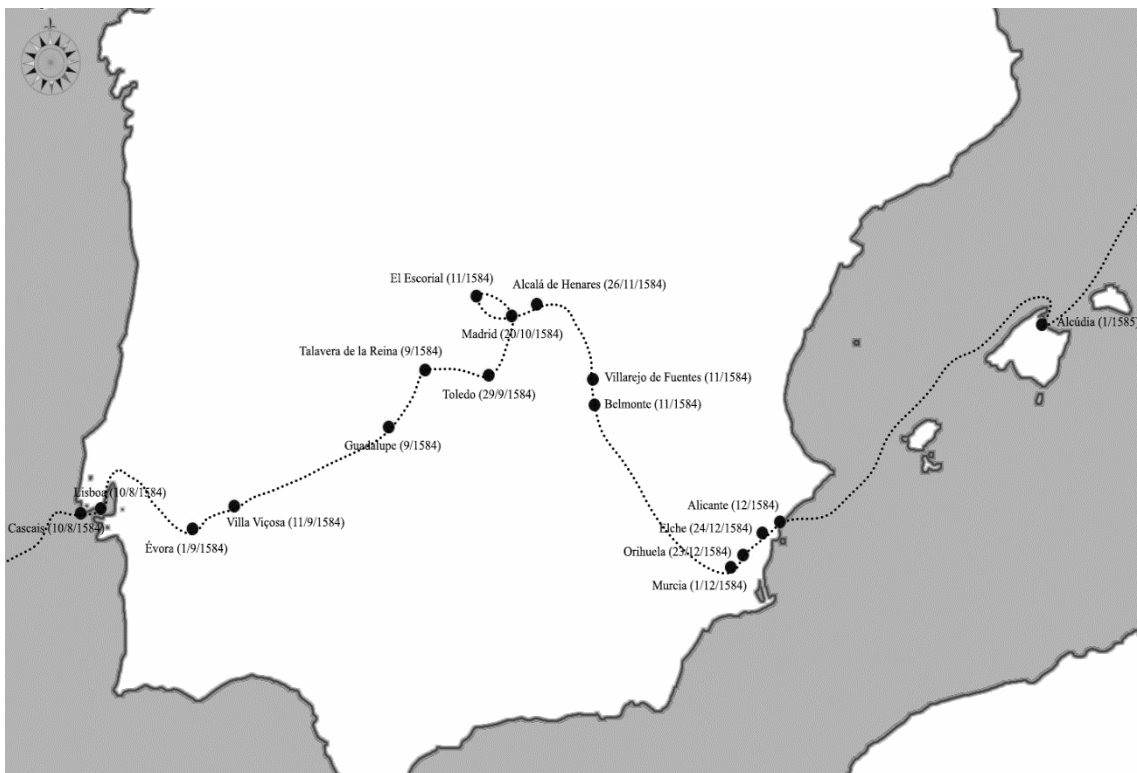 El Escorial (11/1584)
Alcalá de Henares (26/11/1584)
Madrid (20/10/1584)
Alcúdia (1/1585)
Talavera de la Reina (9/1584)
Toledo (29/9/1584)
Villarejo de Fuentes (11/1584)
Belmonte (11/1584)
Guadalupe (9/1584)
Lisboa (10/8/1584)
Cascais (10/8/1584)
Villa Viçosa (11/9/1584)
Évora (1/9/1584)
Alicante (12/1584)
Elche (24/12/1584)
Orihuela (23/12/1584)
Murcia (1/12/1584)